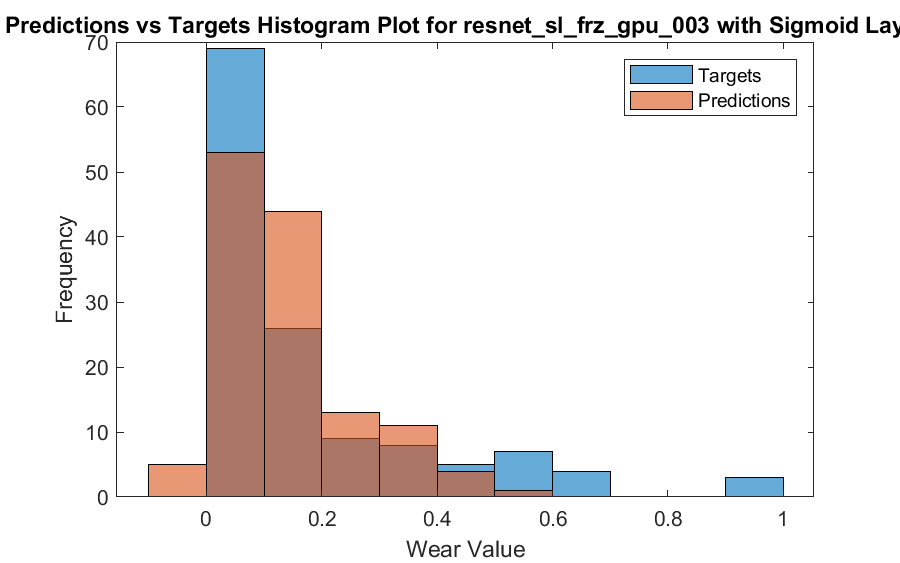 Predictions vs Targets Histogram Plot for resnet_sl_frz_gpu_003 with Sigmoid Lay
70
60
50
40
30
20
10
0
Frequency
Targets
Predictions
0 0.2 0.4 0.6 0.8 1
Wear Value